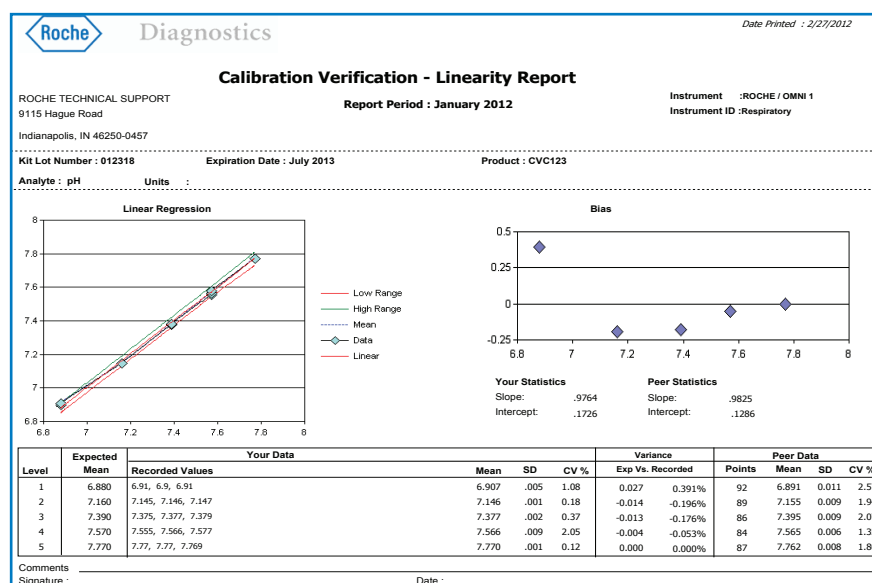 Roche Diagnostics
Date Printed : 2/27/2012
Calibration Verification - Linearity Report
ROCHE TECHNICAL SUPPORT
9115 Hague Road
Indianapolis, IN 46250-0457
Report Period : January 2012
Instrument :ROCHE / OMNI 1
Instrument ID :Respiratory
Kit Lot Number : 012318 Expiration Date : July 2013 Product : CVC123
Analyte : pH Units :
Linear Regression
8
7.8
7.6
7.4
7.2
7
6.8
6.8 7 7.2 7.4 7.6 7.8 8
Low Range
High Range
Mean
Data
Linear
Bias
0.5
0.25
0
-0.25
6.8 7 7.2 7.4 7.6 7.8 8
Your Statistics Peer Statistics
Slope: .9764 Slope: .9825
Intercept: .1726 Intercept: .1286
Expected Your Data Variance Peer Data
Level Mean Recorded Values Mean SD CV % Exp Vs. Recorded Points Mean SD CV %
1 6.880 6.91, 6.9, 6.91 6.907 .005 1.08 0.027 0.391% 92 6.891 0.011
2 7.160 7.145, 7.146, 7.147 7.146 .001 0.18 -0.014 -0.196% 89 7.155 0.009
3 7.390 7.375, 7.377, 7.379 7.377 .002 0.37 -0.013 -0.176% 86 7.395 0.009
4 7.570 7.555, 7.566, 7.577 7.566 .009 2.05 -0.004 -0.053% 84 7.565 0.006
5 7.770 7.77, 7.77, 7.769 7.770 .001 0.12 0.000 0.000% 87 7.762 0.008
Comments
Signature : Date :